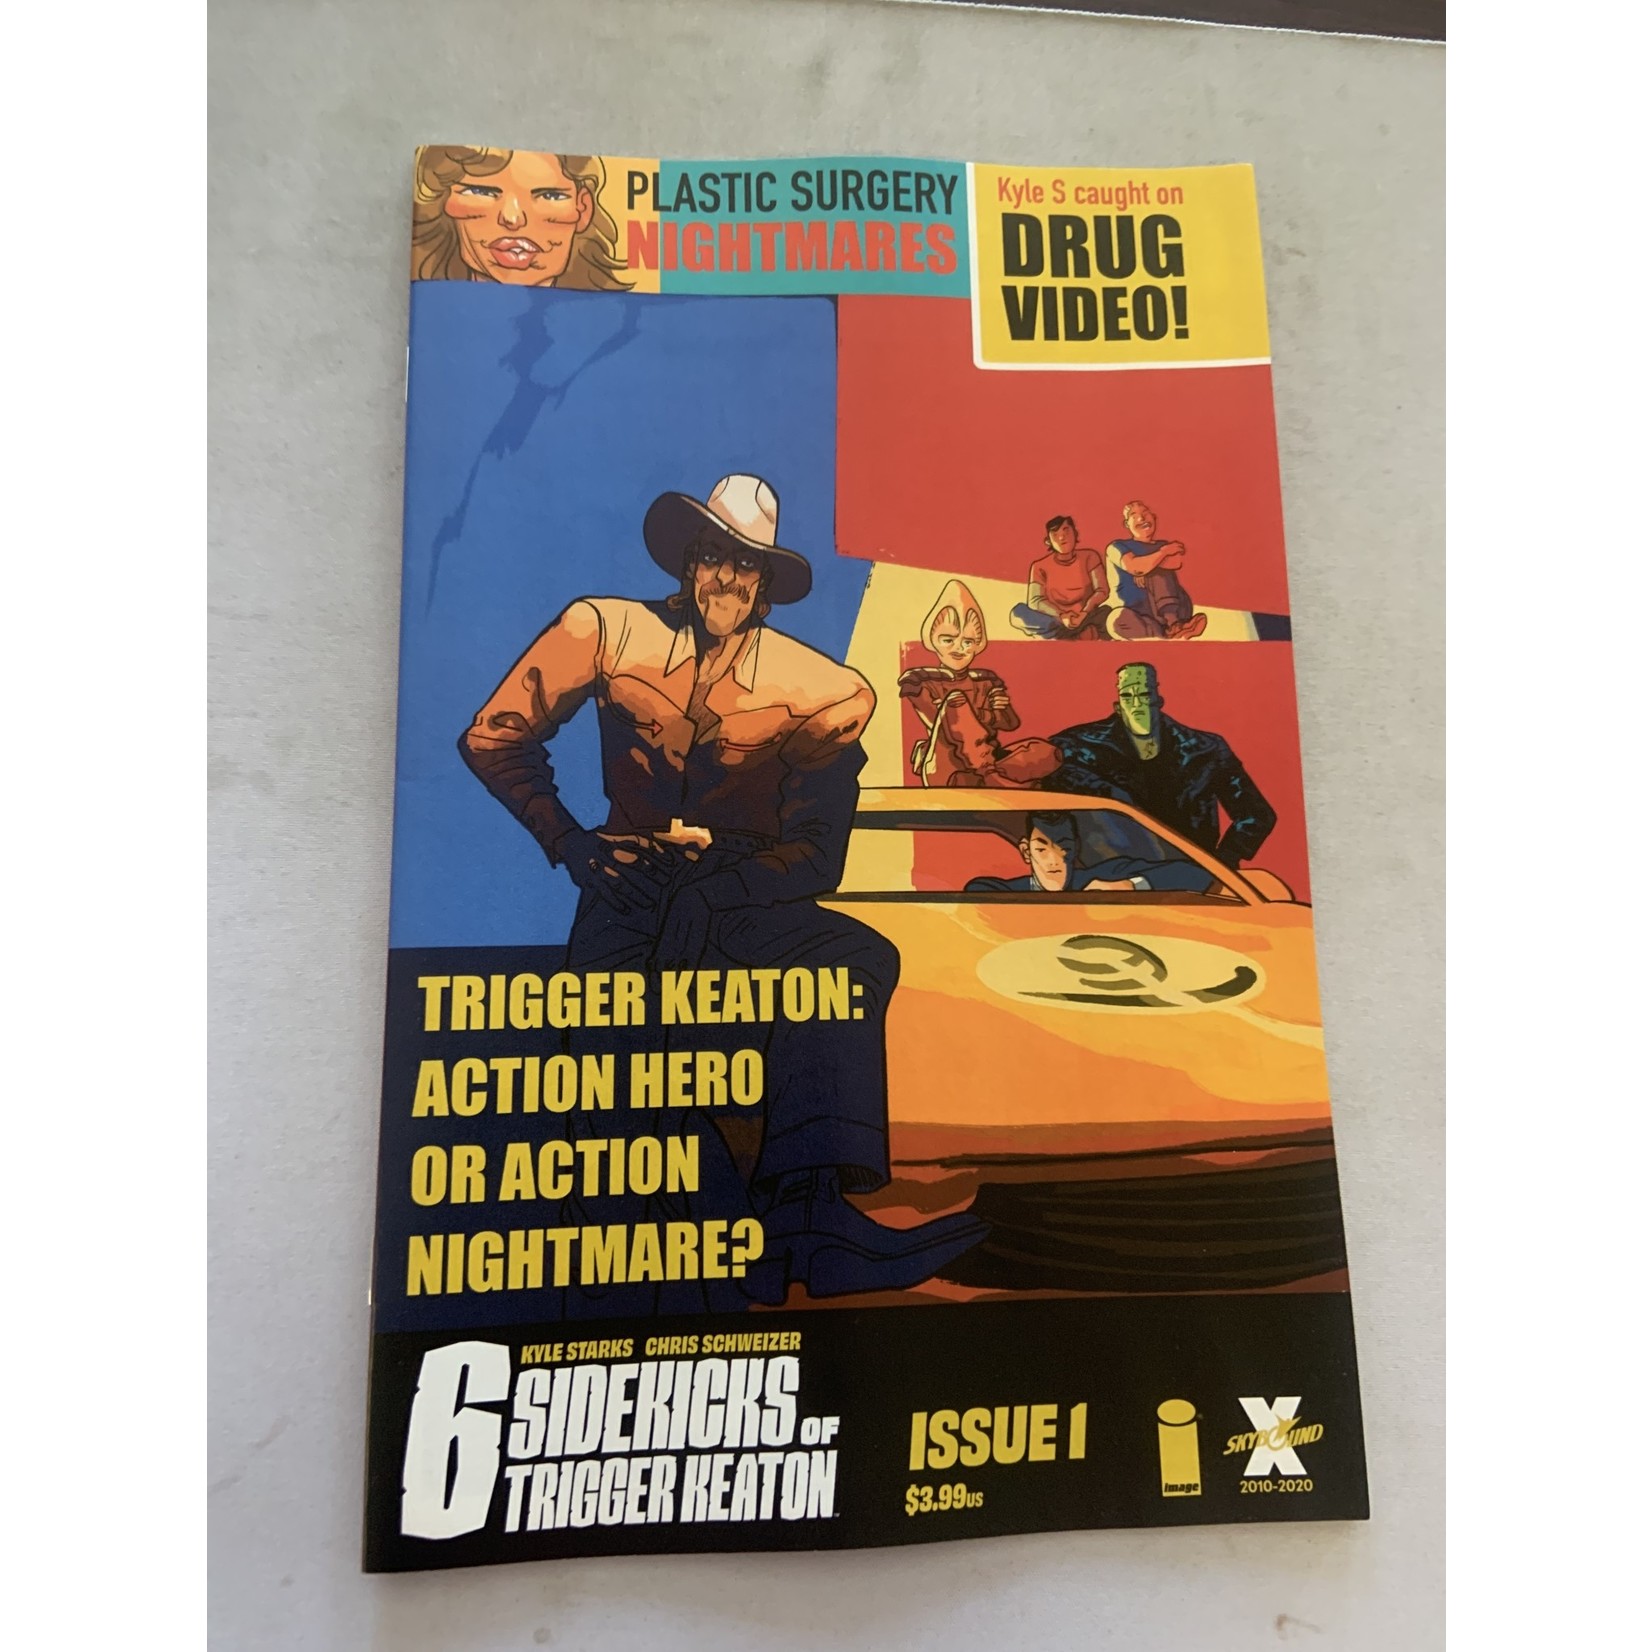 PLASTIC SURGERY
NIGHTMARES
Kyle S caught on
DRUG
VIDEO!
TRIGGER KEATON:
ACTION HERO
OR ACTION
NIGHTMARE?
KYLE STARKS CHRIS SCHWEIZER
6 SIDEKICKS OF
TRIGGER KEATON
ISSUE 1
$3.99US
image
X
SKYBOUND
2010-2020